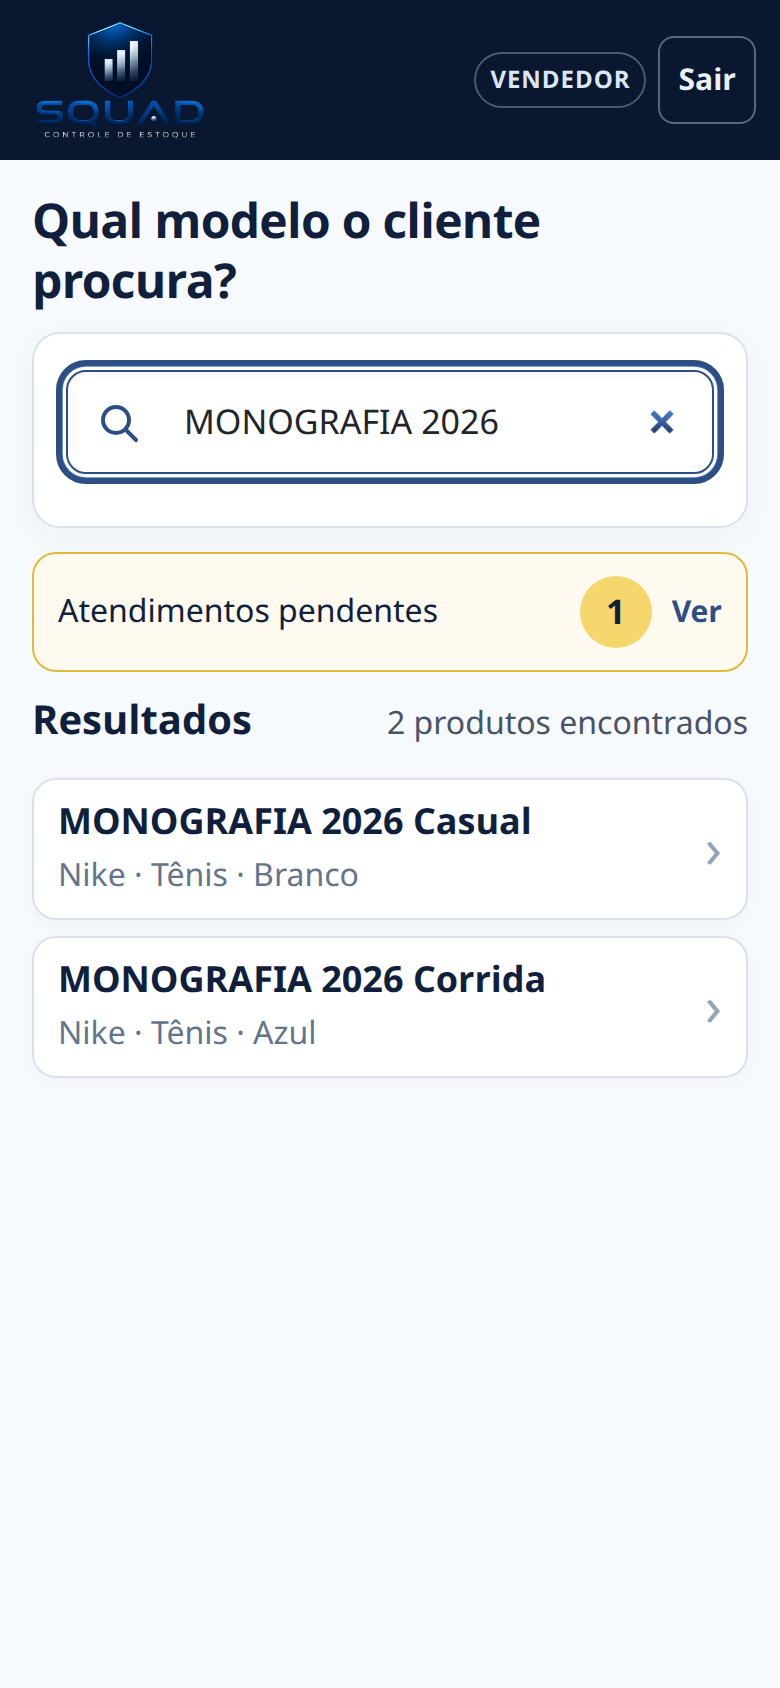 SQUAD
CONTROLE DE ESTOQUE
VENDEDOR
Sair
Qual modelo o cliente
procura?
MONOGRAFIA 2026
Atendimentos pendentes
1
Ver
Resultados
2 produtos encontrados
MONOGRAFIA 2026 Casual
Nike · Tênis · Branco
MONOGRAFIA 2026 Corrida
Nike · Tênis · Azul